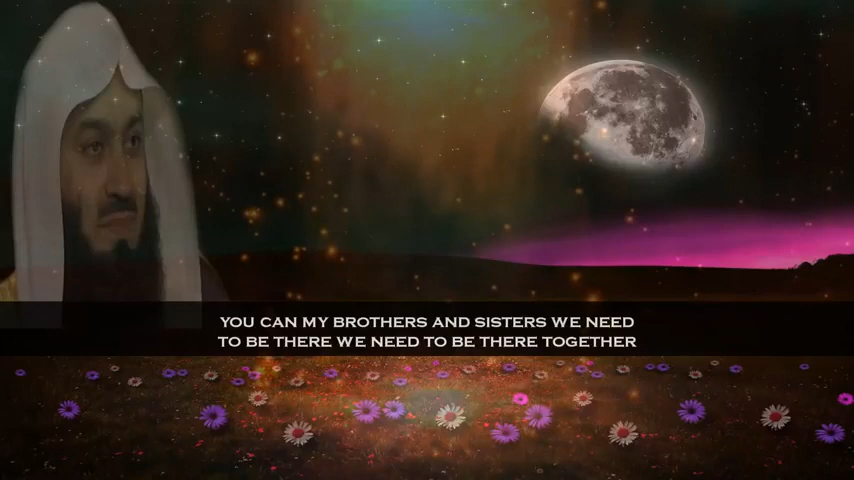 YOU CAN MY BROTHERS AND SISTERS WE NEED
TO BE THERE WE NEED TO BE THERE TOGETHER